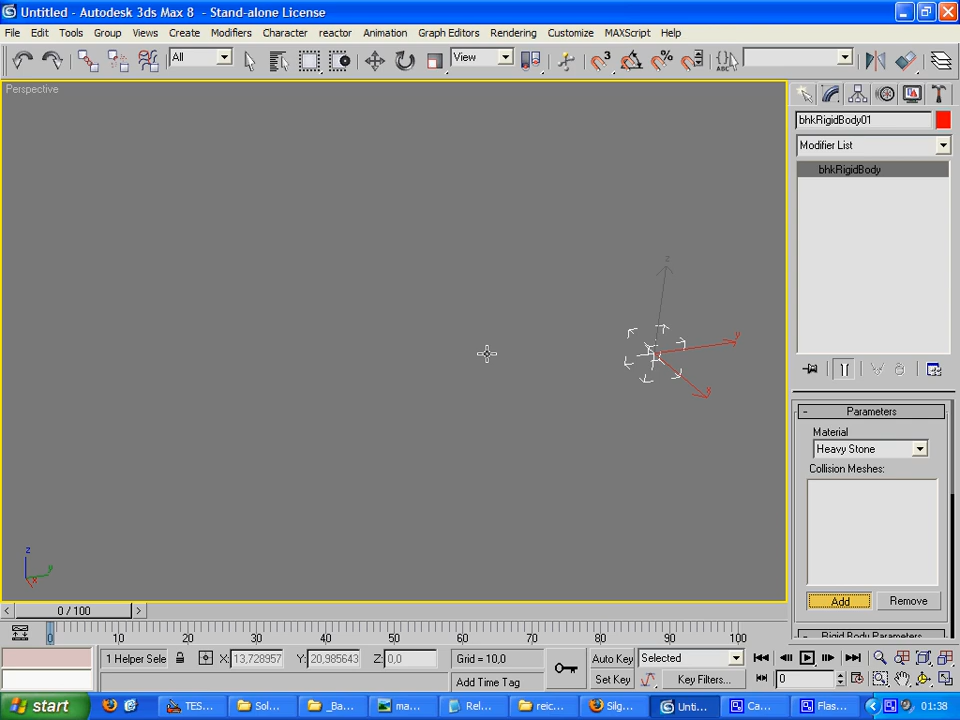 Untitled - Autodesk 3ds Max 8 - Stand-alone License
File Edit Tools Group Views Create Modifiers Character reactor Animation Graph Editors Rendering Customize MAXScript Help
All View ABC
Perspective
bhkRigidBody01
Modifier List
bhkRigidBody
z
y
x
Parameters
Material
Heavy Stone
Collision Meshes:
Add Remove
Rigid Body Parameters
z
y
x
0 / 100
0 10 20 30 40 50 60 70 80 90 100
1 Helper Sele X: 13,728957 Y: 20,985643 Z: 0,0 Grid = 10,0 Auto Key Selected
Add Time Tag Set Key Key Filters... 0
start TES... Sol... _Ba... ma... Rel... reic... Silg... Unti... Ca... Flas... 01:38